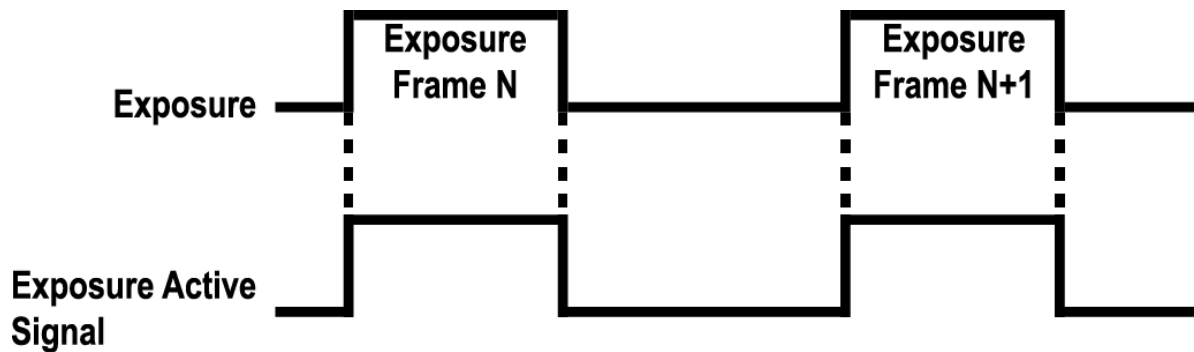 Exposure
Frame N
Exposure
Frame N+1
Exposure
Exposure Active
Signal